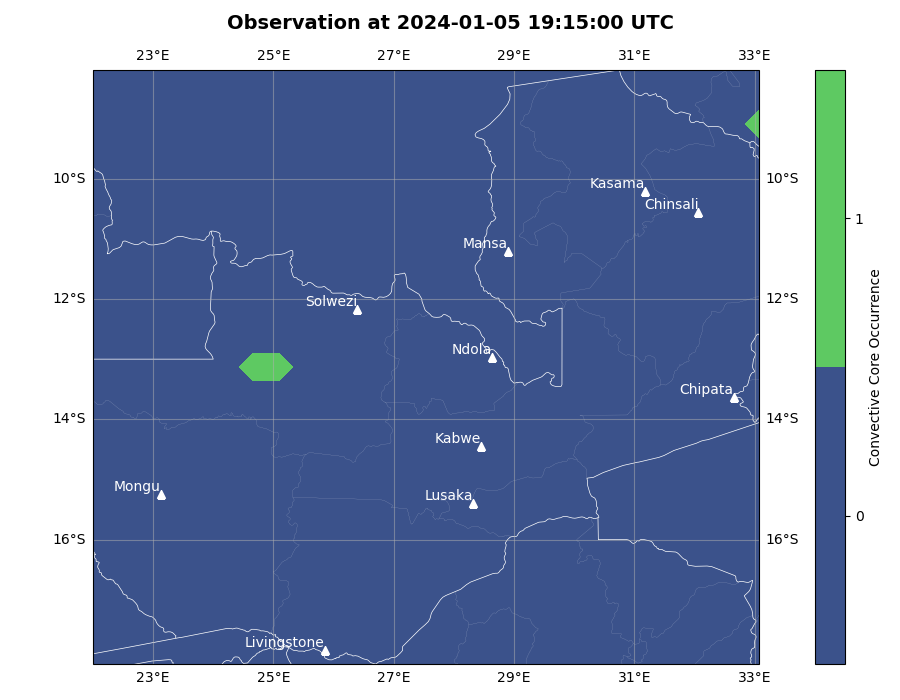 Observation at 2024-01-05 19:15:00 UTC
23°E 25°E 27°E 29°E 31°E 33°E
10°S 10°S
Kasama
Chinsali
Mansa
1
12°S 12°S
Solwezi
Ndola
Chipata
14°S 14°S
Kabwe
Mongu
Lusaka
0
16°S 16°S
Livingstone
23°E 25°E 27°E 29°E 31°E 33°E
Convective Core Occurrence